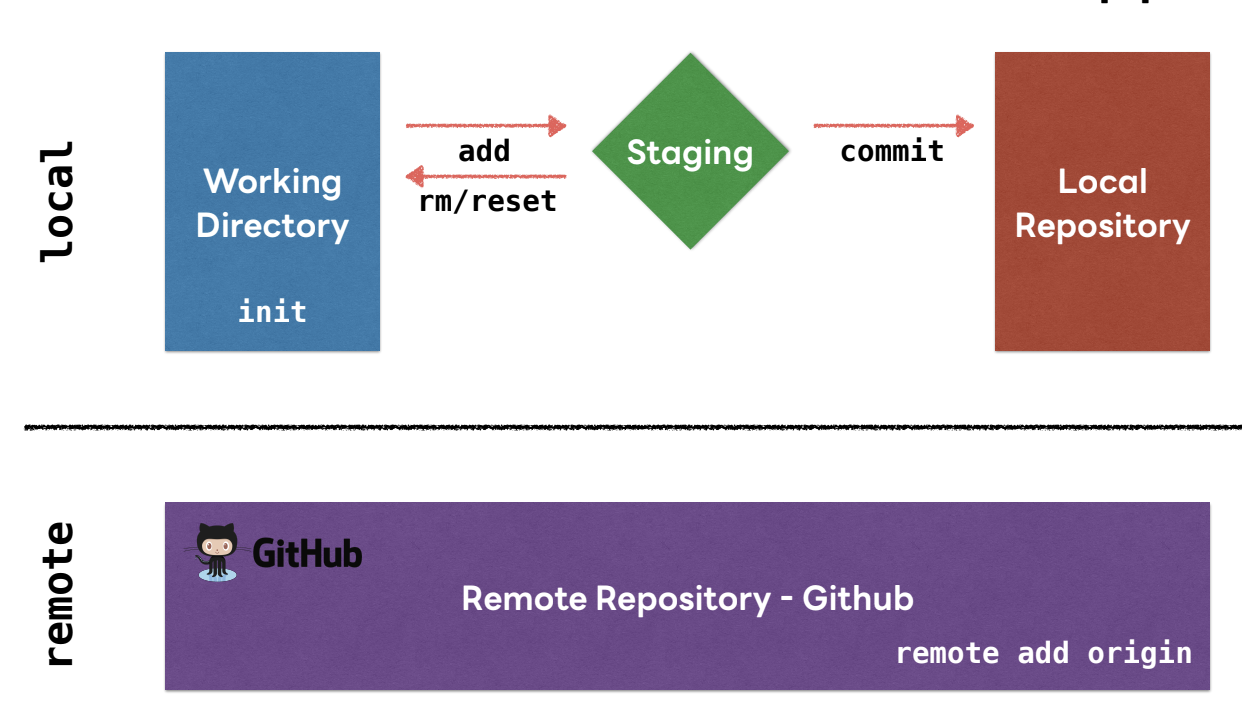 local
Working
Directory
init
add
rm/reset
Staging
commit
Local
Repository
remote
GitHub
Remote Repository - Github
remote add origin